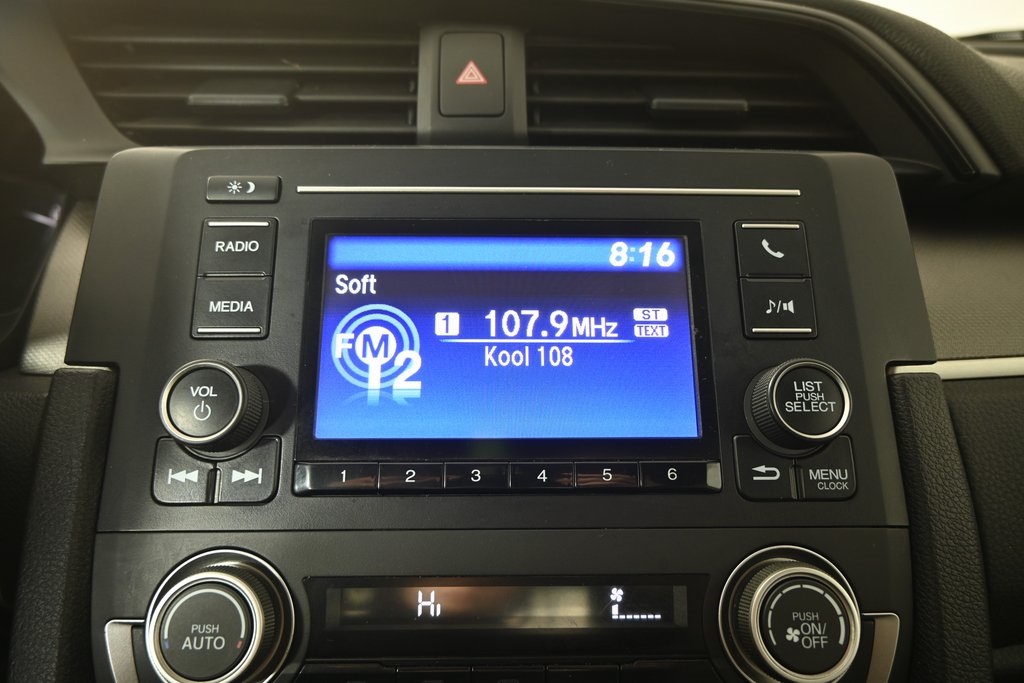 RADIO
MEDIA
VOL
8:16
Soft
FM
2
1 107.9MHz ST
TEXT
Kool 108
1 2 3 4 5 6
LIST
PUSH
SELECT
MENU
CLOCK
PUSH
AUTO
Hi
PUSH
ON/
OFF